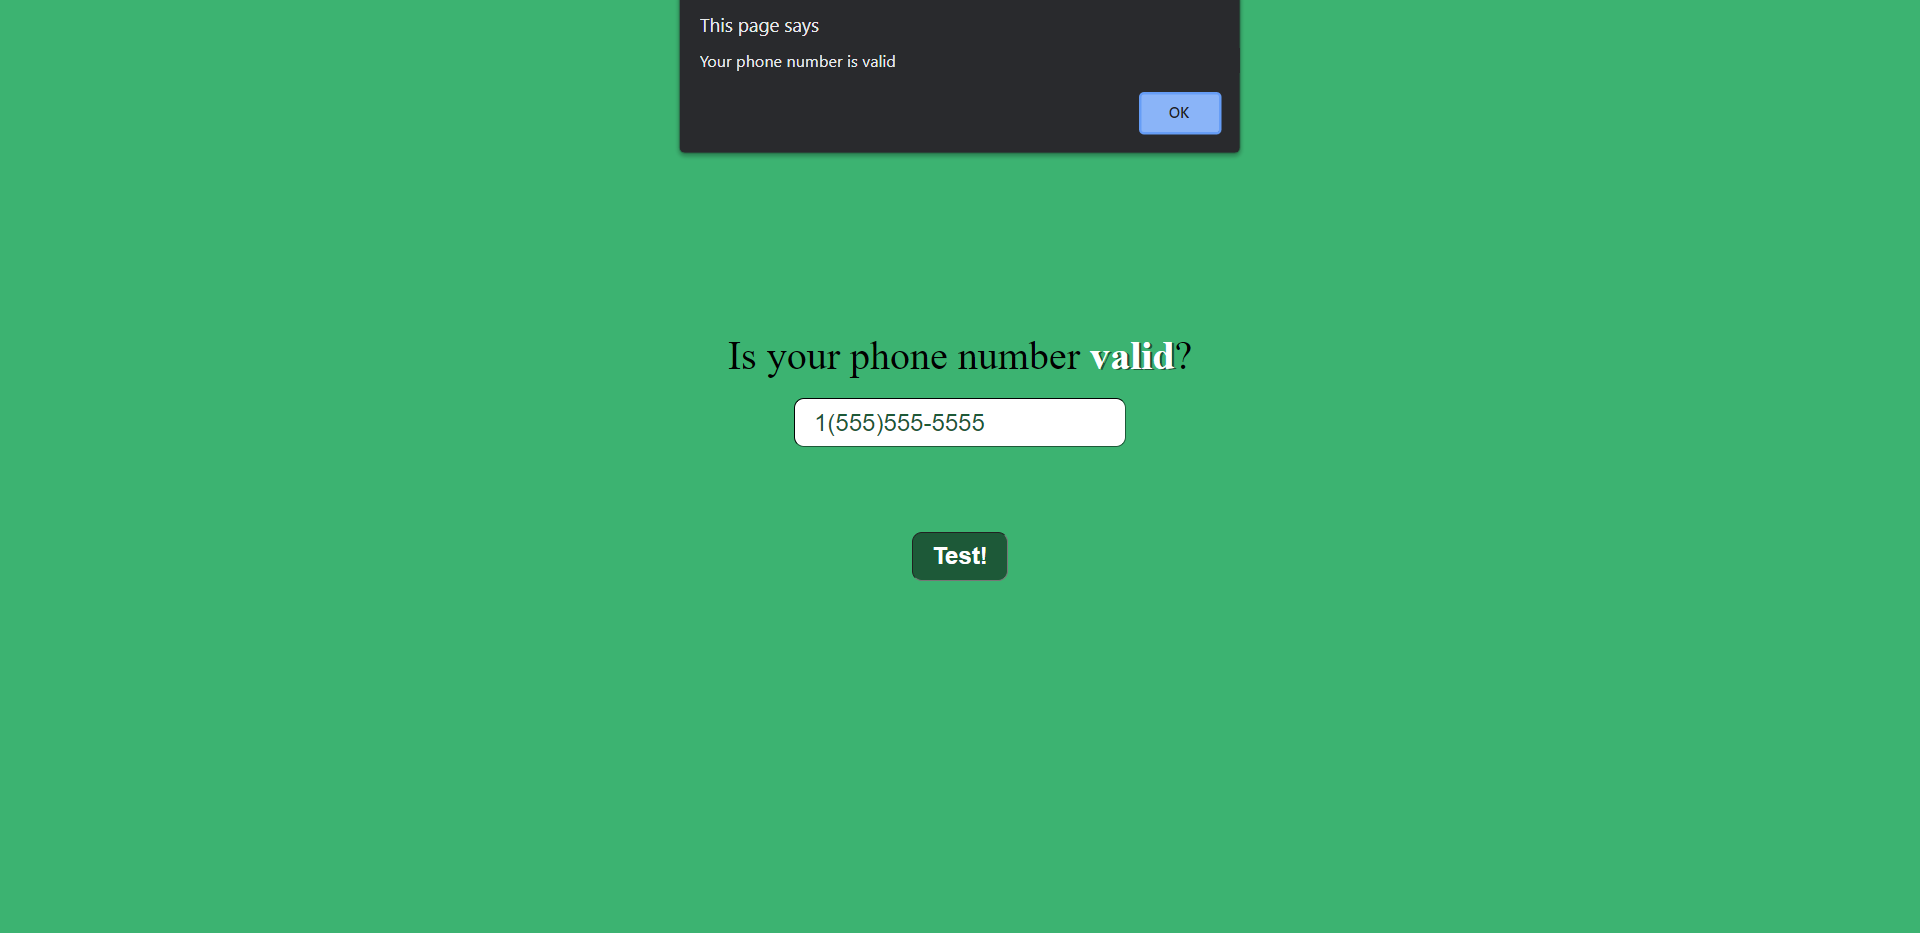 This page says
Your phone number is valid
OK
Is your phone number valid?
1(555)555-5555
Test!